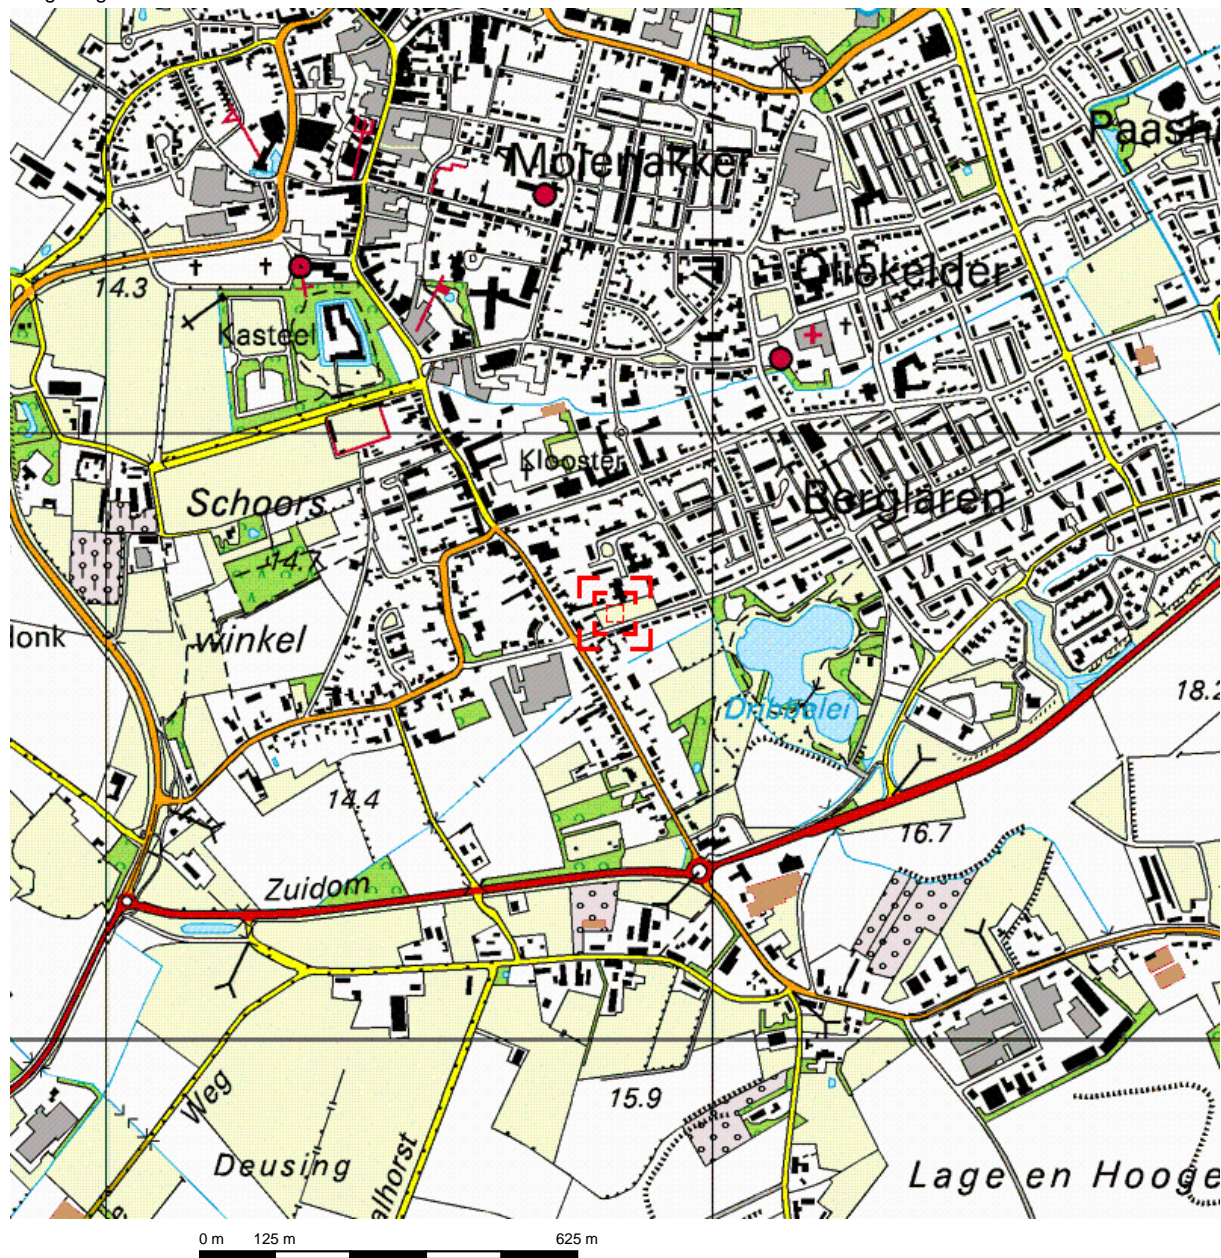 Molenakker
Paash
Oliekelder
14.3
Kasteel
Klooster
Schoors
Berglaren
14.7
winkel
lonk
18.2
Dribbelei
14.4
16.7
Zuidom
15.9
Weg
Deusing
alhorst
Lage en Hooge
0 m 125 m 625 m